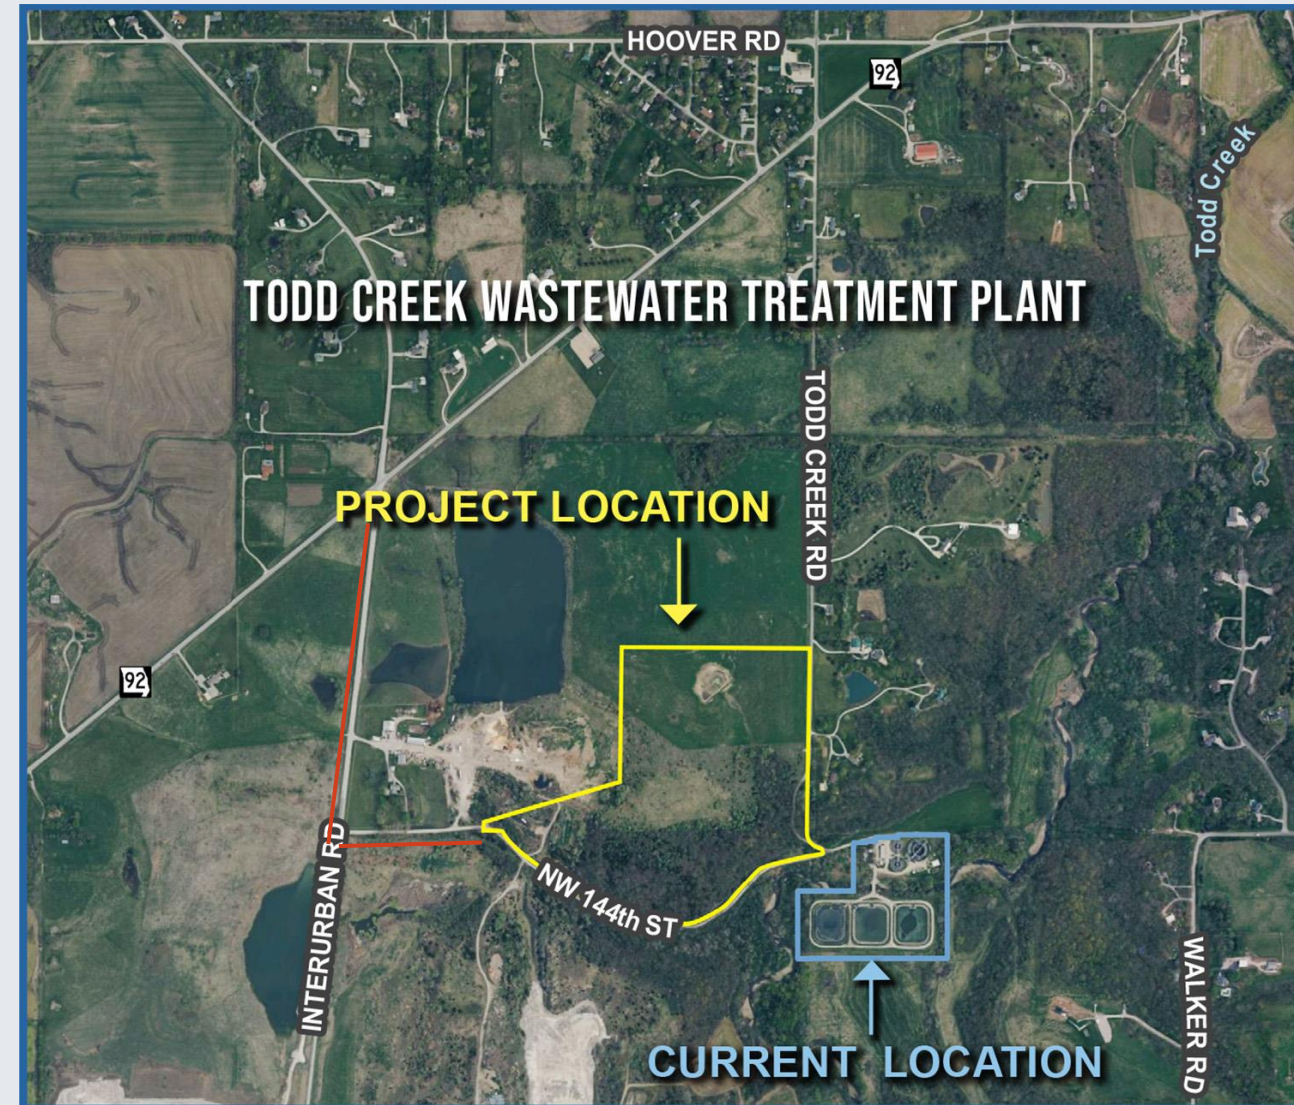 HOOVER RD
92
Todd Creek
TODD CREEK WASTEWATER TREATMENT PLANT
TODD CREEK RD
PROJECT LOCATION
92
INTERURBAN RD
NW 144th ST
WALKER RD
CURRENT LOCATION